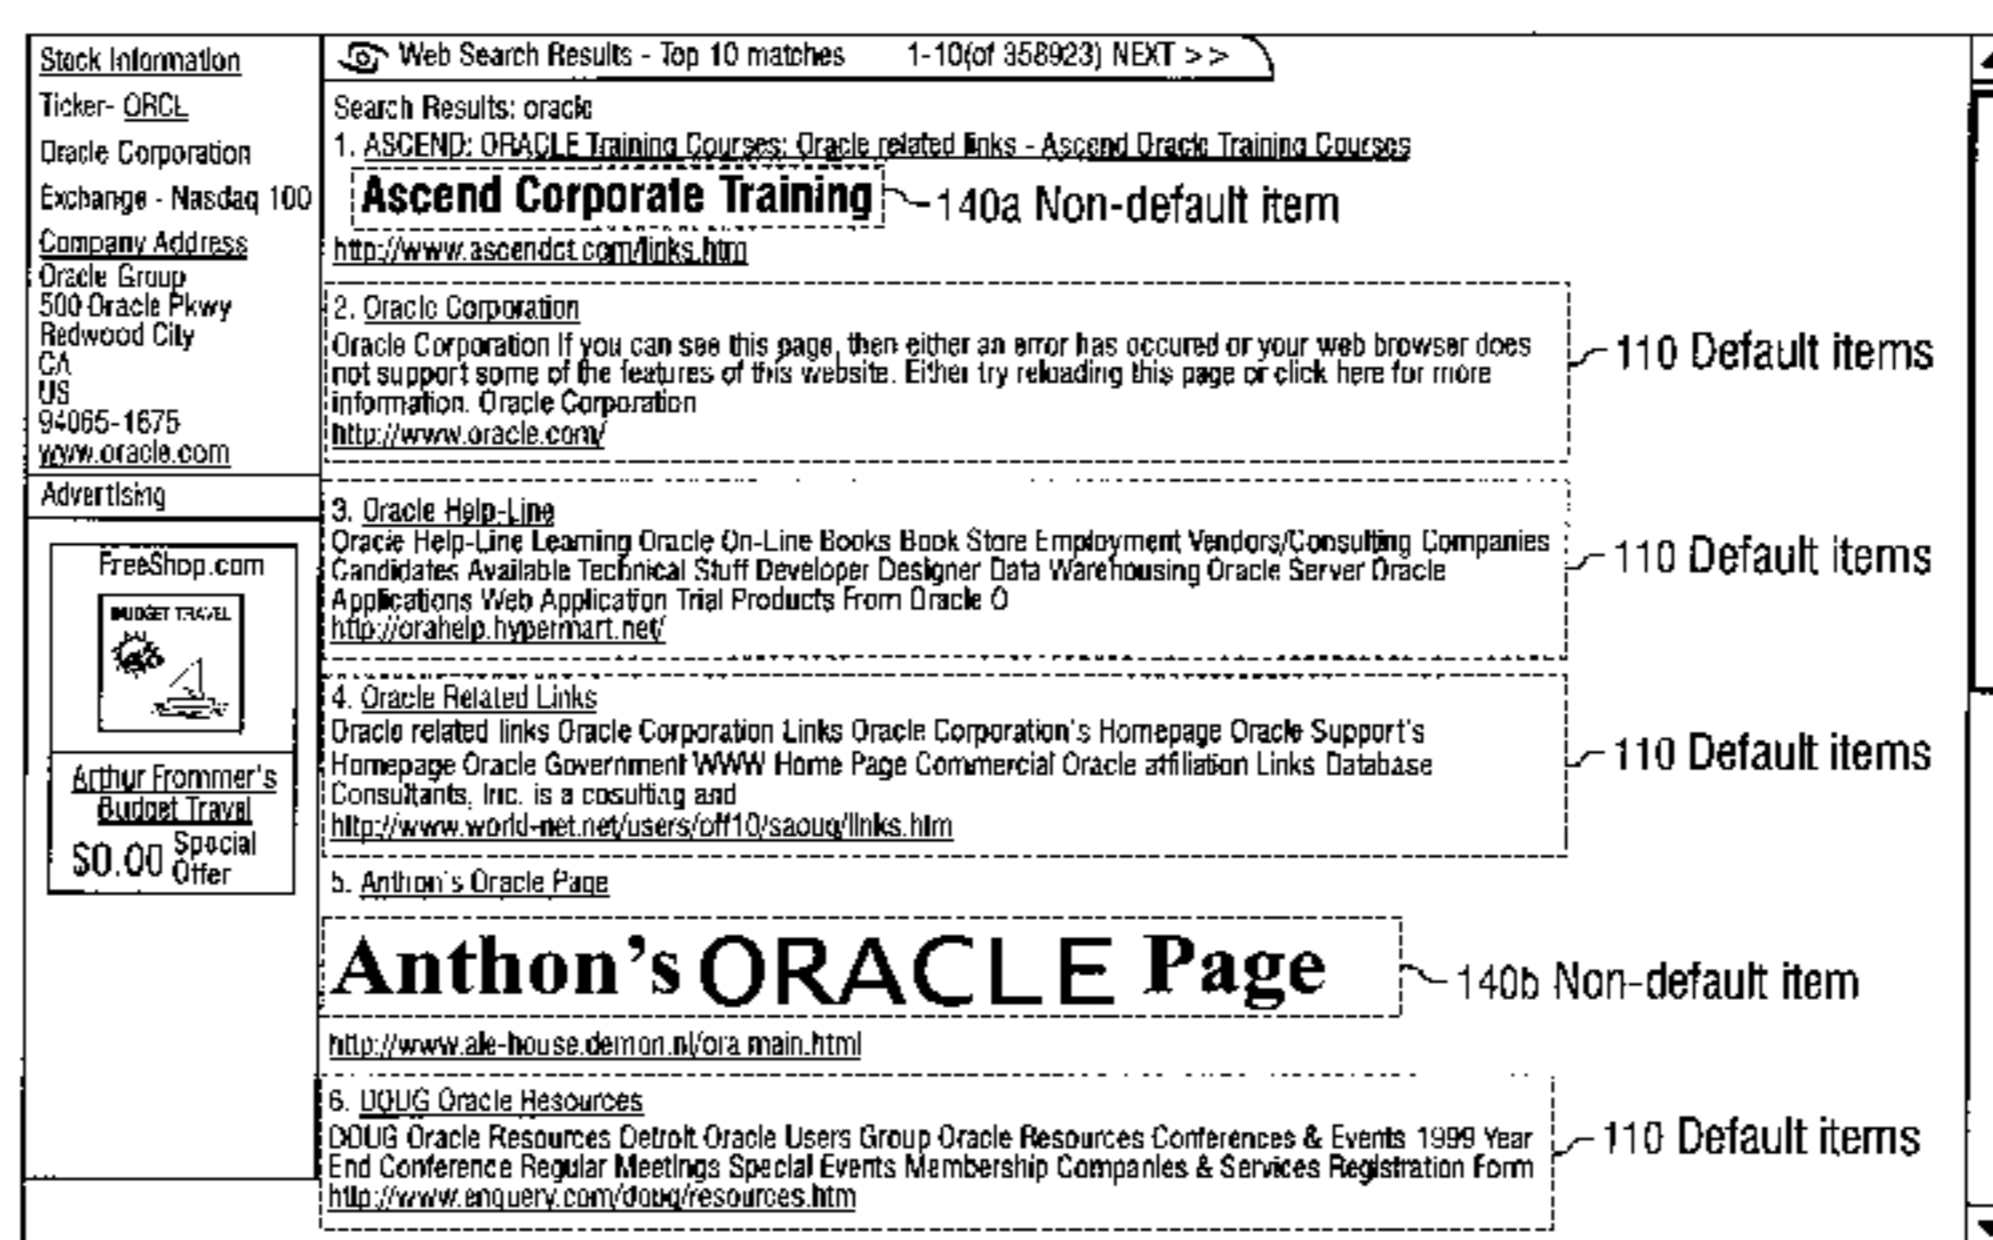 Stock Information
Ticker- ORCL
Oracle Corporation
Exchange - Nasdaq 100
Company Address
Oracle Group
500 Oracle Pkwy
Redwood City
CA
US
94065-1675
www.oracle.com
Advertising
FreeShop.com
BUDGET TRAVEL
Arthur Frommer's
Budget Travel
$0.00 Special
Offer
Web Search Results - Top 10 matches 1-10(of 358923) NEXT > >
Search Results: oracle
1. ASCEND: ORACLE Training Courses: Oracle related links - Ascend Oracle Training Courses
Ascend Corporate Training
140a Non-default item
http://www.ascendct.com/links.htm
2. Oracle Corporation
Oracle Corporation If you can see this page, then either an error has occured or your web browser does
not support some of the features of this website. Either try reloading this page or click here for more
information. Oracle Corporation
http://www.oracle.com/
110 Default items
3. Oracle Help-Line
Oracle Help-Line Learning Oracle On-Line Books Book Store Employment Vendors/Consulting Companies
Candidates Available Technical Stuff Developer Designer Data Warehousing Oracle Server Oracle
Applications Web Application Trial Products From Oracle O
http://orahelp.hypermart.net/
110 Default items
4. Oracle Related Links
Oracle related links Oracle Corporation Links Oracle Corporation's Homepage Oracle Support's
Homepage Oracle Government WWW Home Page Commercial Oracle affiliation Links Database
Consultants, Inc. is a cosulting and
http://www.world-net.net/users/off10/saouq/links.htm
110 Default items
5. Anthon's Oracle Page
Anthon's ORACLE Page
140b Non-default item
http://www.ale-house.demon.nl/ora main.html
6. DOUG Oracle Resources
DOUG Oracle Resources Detroit Oracle Users Group Oracle Resources Conferences & Events 1999 Year
End Conference Regular Meetings Special Events Membership Companies & Services Registration Form
http://www.enquery.com/doug/resources.htm
110 Default items